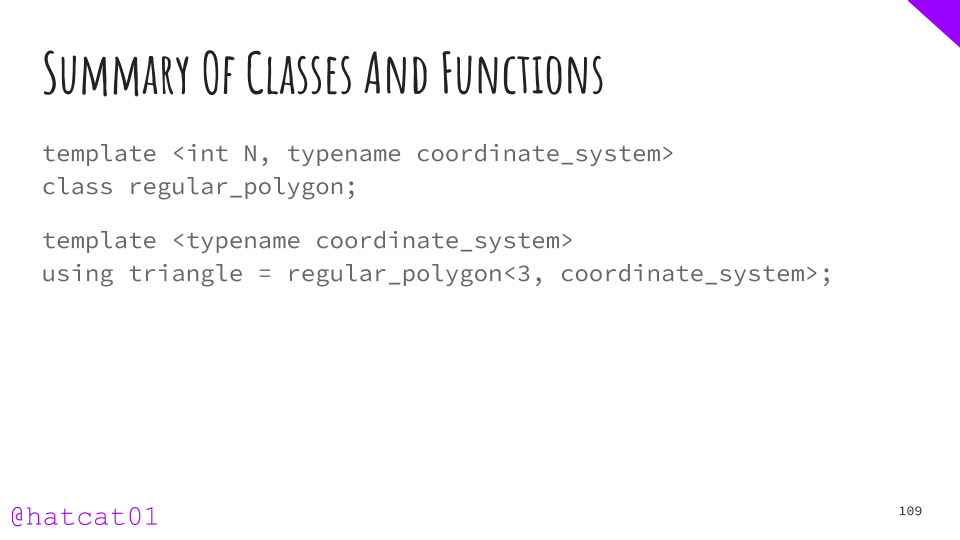 Summary Of Classes And Functions
template <int N, typename coordinate_system>
class regular_polygon;
template <typename coordinate_system>
using triangle = regular_polygon<3, coordinate_system>;
@hatcat01
109